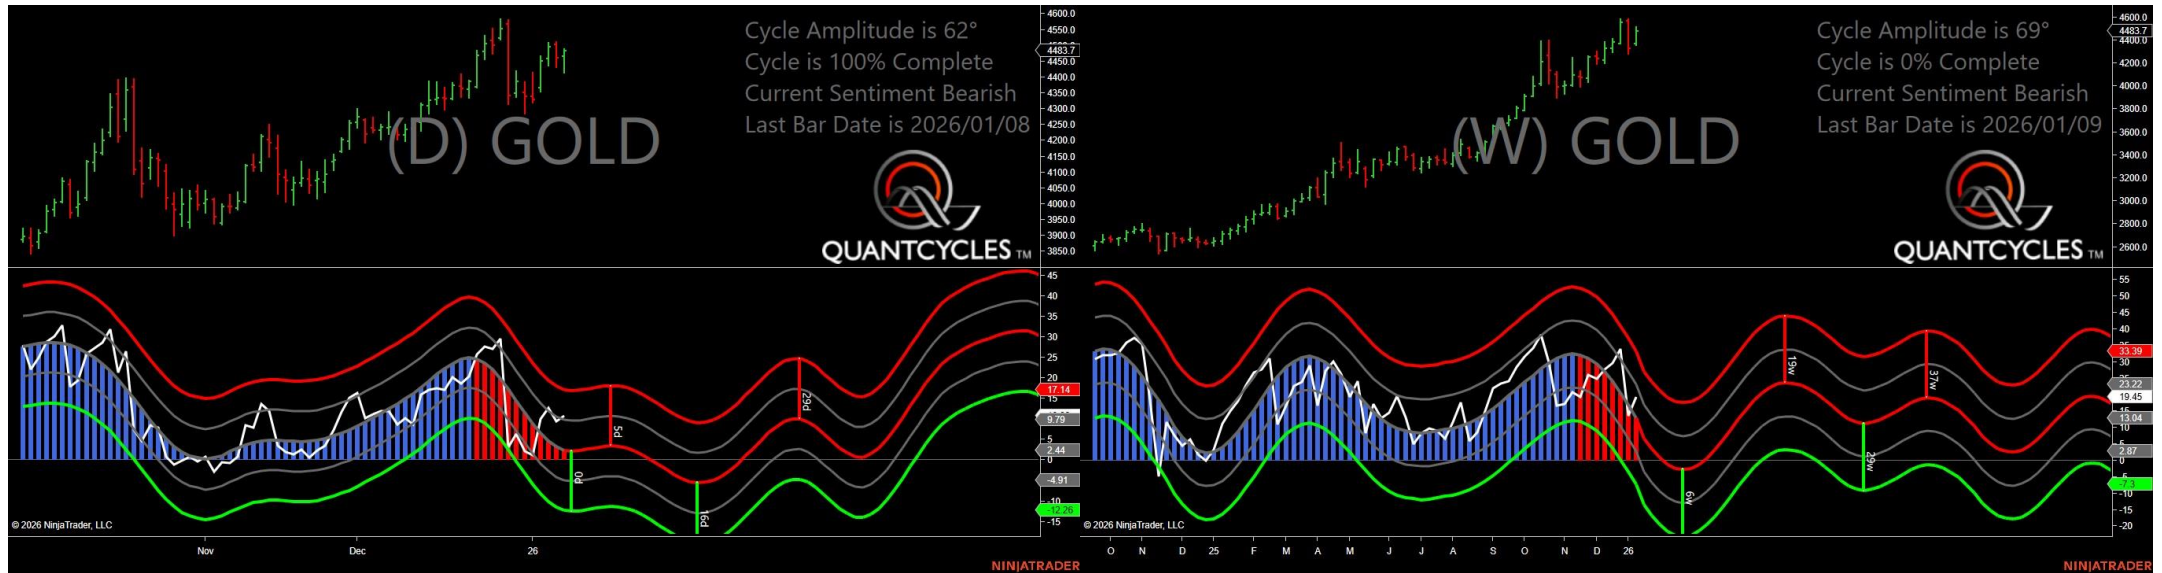 Cycle Amplitude is 62°
Cycle is 100% Complete
Current Sentiment Bearish
Last Bar Date is 2026/01/08
(D) GOLD
QUANTCYCLES TM
4600.0
4550.0
4483.7
4450.0
4400.0
4350.0
4300.0
4250.0
4200.0
4150.0
4100.0
4050.0
4000.0
3950.0
3900.0
3850.0
45
40
35
30
25
20
17.14
15
9.79
5
2.44
0
-4.91
-10
-12.26
-15
0d
5d
16d
29d
© 2026 NinjaTrader, LLC
Nov
Dec
26
NINJATRADER
Cycle Amplitude is 69°
Cycle is 0% Complete
Current Sentiment Bearish
Last Bar Date is 2026/01/09
(W) GOLD
QUANTCYCLES TM
4600.0
4483.7
4400.0
4200.0
4000.0
3800.0
3600.0
3400.0
3200.0
3000.0
2800.0
2600.0
55
50
45
40
33.39
23.22
19.45
13.04
2.87
-7.3
-10
-15
-20
6w
19w
29w
37w
© 2026 NinjaTrader, LLC
O N D 25 F M A M J J A S O N D 26
NINJATRADER